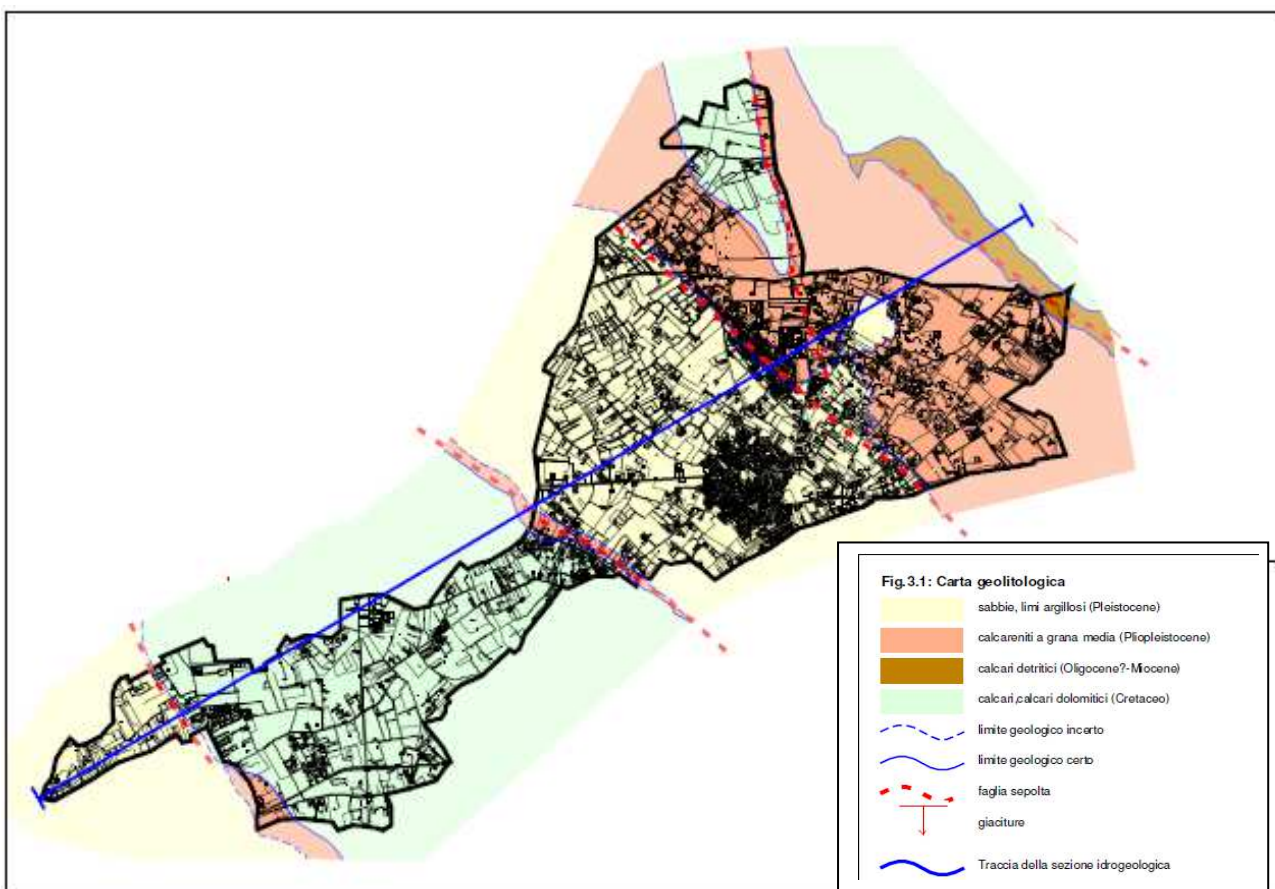 Fig.3.1: Carta geolitologica
sabbie, limi argillosi (Pleistocene)
calcareniti a grana media (Pliopleistocene)
calcari detritici (Oligocene?-Miocene)
calcari,calcari dolomitici (Cretaceo)
limite geologico incerto
limite geologico certo
faglia sepolta
giaciture
Traccia della sezione idrogeologica